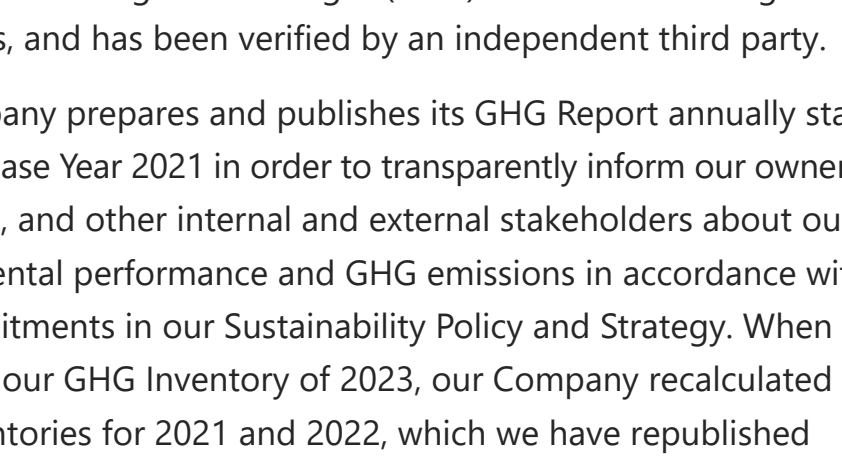 s, and has been verified by an independent third party.
pany prepares and publishes its GHG Report annually sta
ase Year 2021 in order to transparently inform our owner
, and other internal and external stakeholders about ou
ental performance and GHG emissions in accordance wit
itments in our Sustainability Policy and Strategy. When
our GHG Inventory of 2023, our Company recalculated
ntories for 2021 and 2022, which we have republished